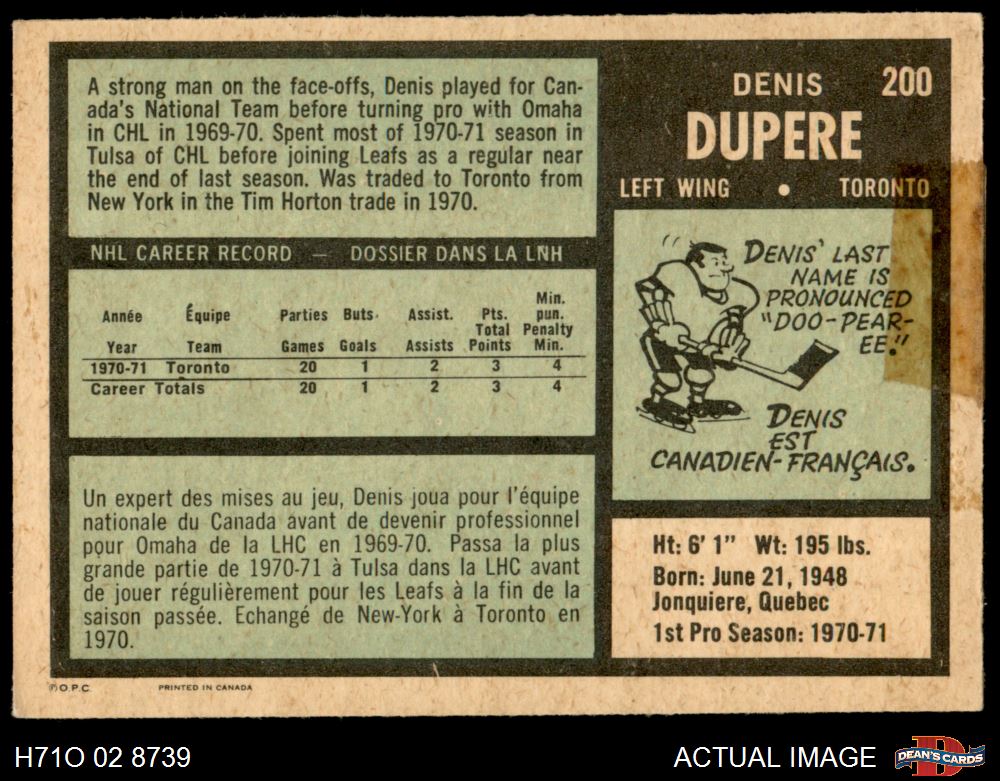 A strong man on the face-offs, Denis played for Can-
ada's National Team before turning pro with Omaha
in CHL in 1969-70. Spent most of 1970-71 season in
Tulsa of CHL before joining Leafs as a regular near
the end of last season. Was traded to Toronto from
New York in the Tim Horton trade in 1970.
NHL CAREER RECORD — DOSSIER DANS LA LNH
Année Équipe Parties Buts Assist. Pts. Total Points Min. pun. Penalty Min.
Year Team Games Goals Assists
1970-71 Toronto 20 1 2 3 4
Career Totals 20 1 2 3 4
Un expert des mises au jeu, Denis joua pour l'équipe
nationale du Canada avant de devenir professionnel
pour Omaha de la LHC en 1969-70. Passa la plus
grande partie de 1970-71 à Tulsa dans la LHC avant
de jouer régulièrement pour les Leafs à la fin de la
saison passée. Echangé de New-York à Toronto en
1970.
DENIS 200
DUPERE
LEFT WING • TORONTO
DENIS' LAST
NAME IS
PRONOUNCED
"DOO-PEAR-
EE."
DENIS
EST
CANADIEN-FRANÇAIS.
Ht: 6' 1" Wt: 195 lbs.
Born: June 21, 1948
Jonquiere, Quebec
1st Pro Season: 1970-71
©O.P.C. PRINTED IN CANADA
H71O 02 8739 ACTUAL IMAGE DEAN'S CARDS